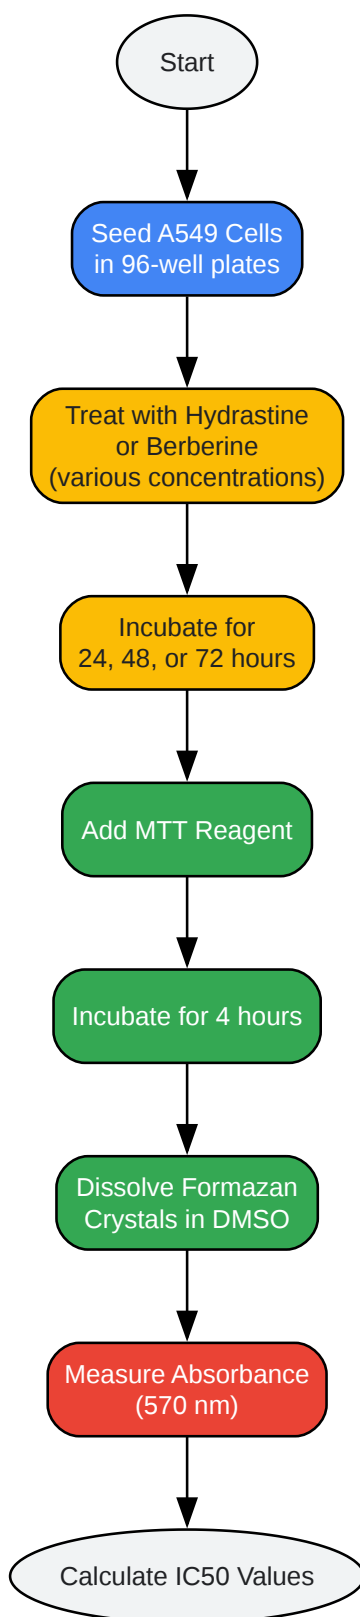 Start
Seed A549 Cells
in 96-well plates
Treat with Hydrastine
or Berberine
(various concentrations)
Incubate for
24, 48, or 72 hours
Add MTT Reagent
Incubate for 4 hours
Dissolve Formazan
Crystals in DMSO
Measure Absorbance
(570 nm)
Calculate IC50 Values